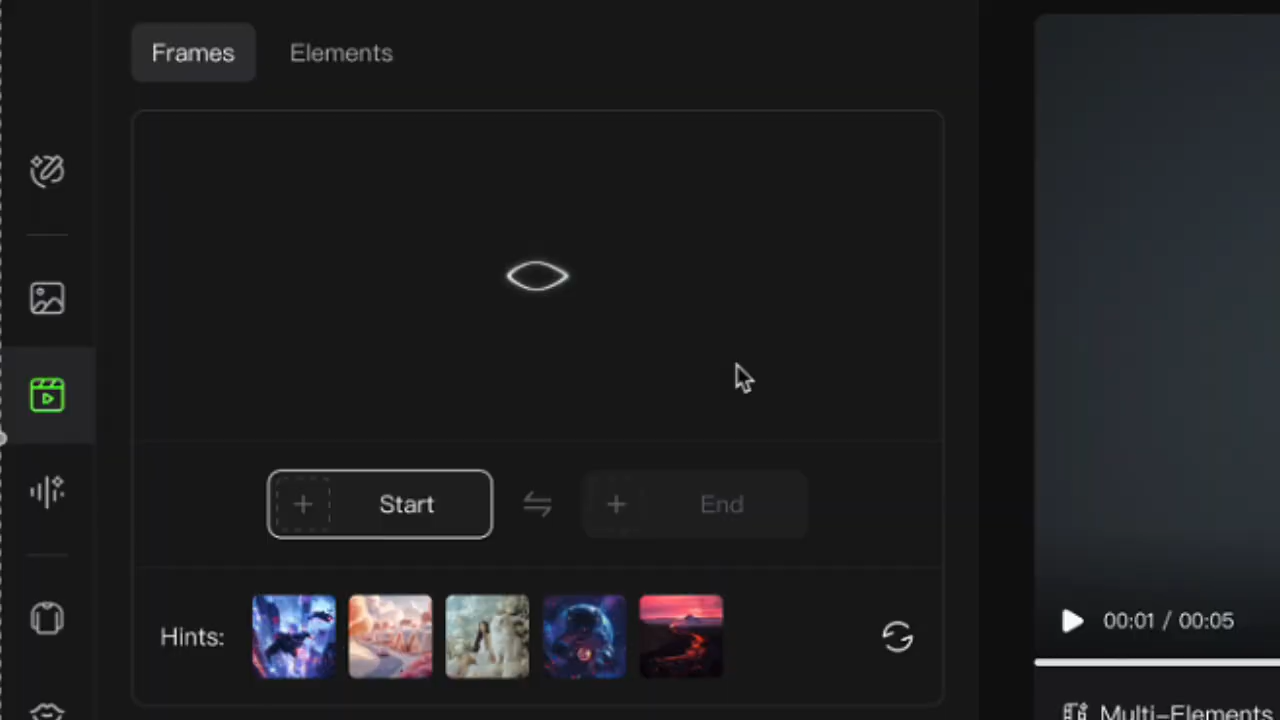 Frames
Elements
Start
End
Hints:
00:01 / 00:05
Multi-Elements